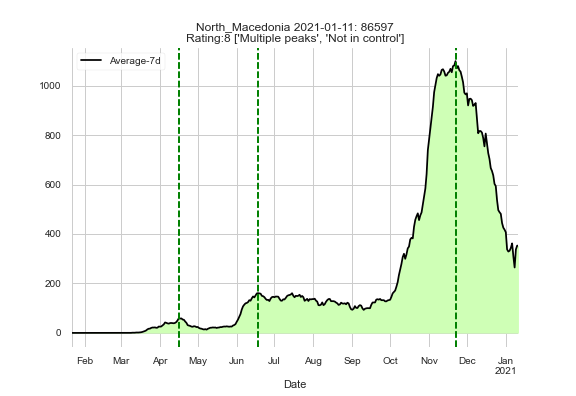 North_Macedonia 2021-01-11: 86597
Rating:8 ['Multiple peaks', 'Not in control']
Average-7d
1000
800
600
400
200
0
Feb Mar Apr May Jun Jul Aug Sep Oct Nov Dec Jan
2021
Date